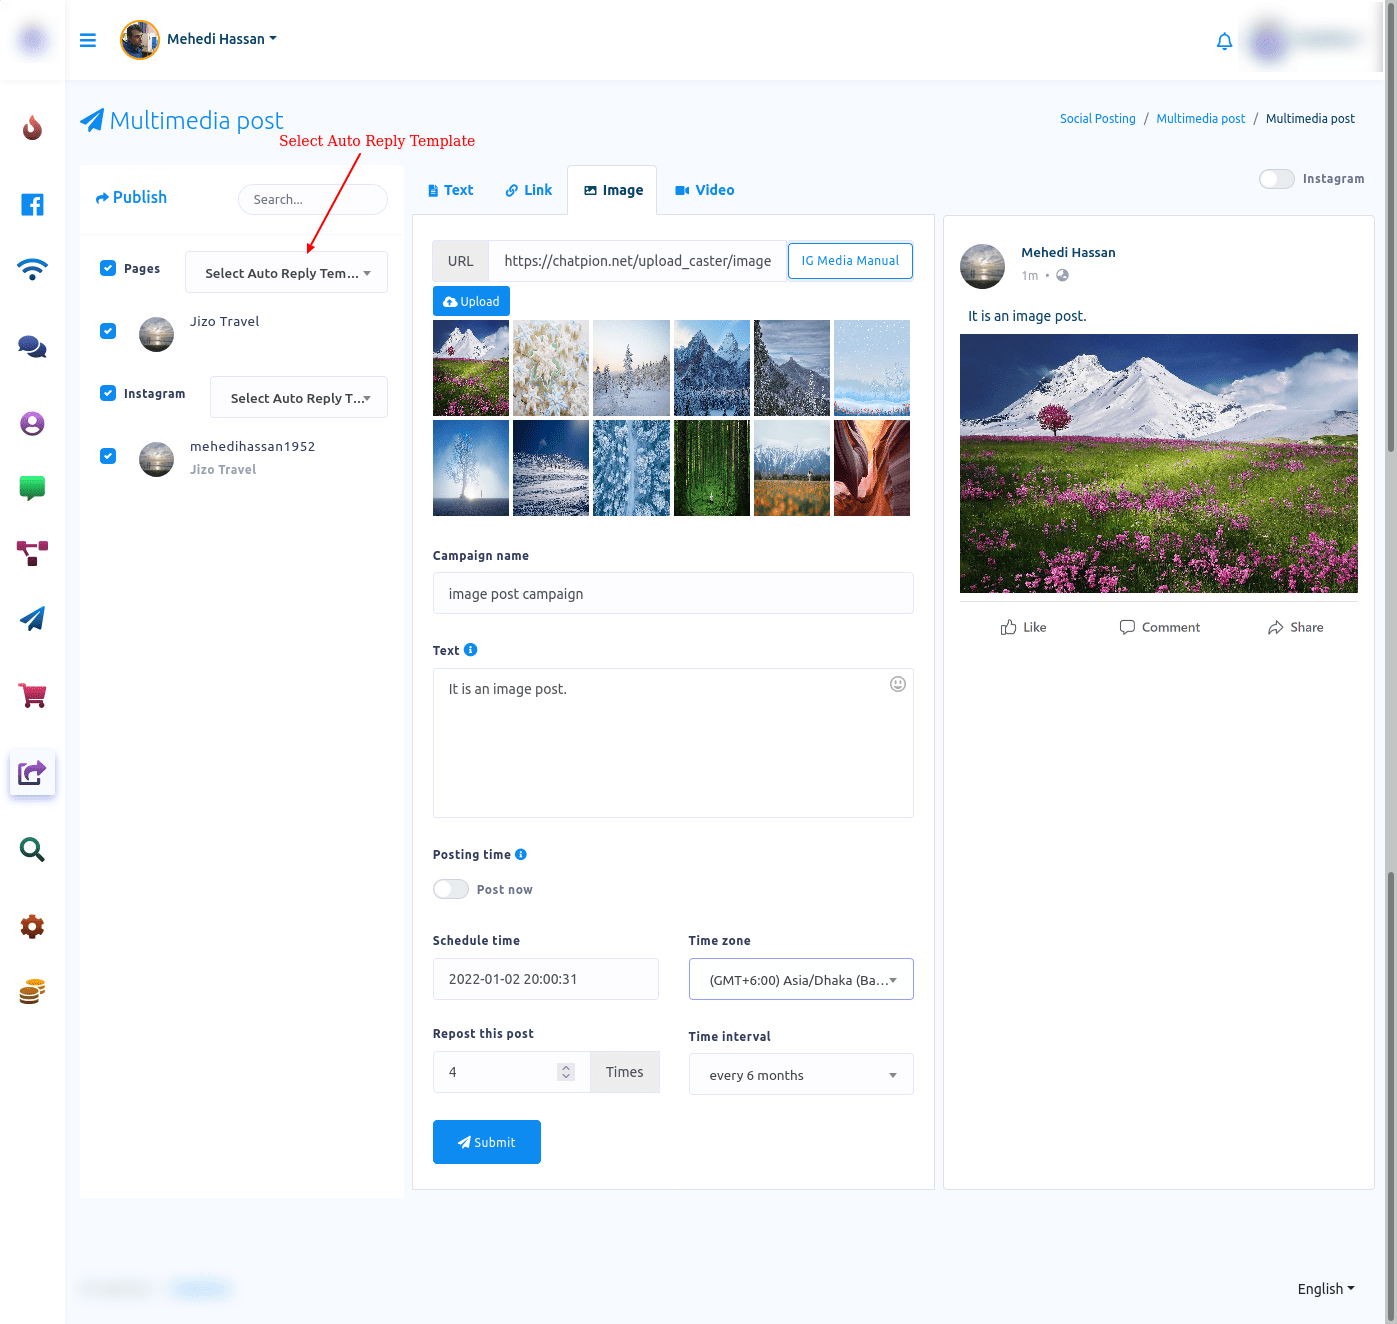 Mehedi Hassan
Multimedia post
Social Posting / Multimedia post / Multimedia post
Select Auto Reply Template
Publish
Search...
Pages
Select Auto Reply Tem...
Jizo Travel
Instagram
Select Auto Reply T...
mehedihassan1952
Jizo Travel
Text
Link
Image
Video
URL
https://chatpion.net/upload_caster/image
IG Media Manual
Upload
Campaign name
image post campaign
Text
It is an image post.
Posting time
Post now
Schedule time
2022-01-02 20:00:31
Time zone
(GMT+6:00) Asia/Dhaka (Ba...
Repost this post
4
Times
Time interval
every 6 months
Submit
Instagram
Mehedi Hassan
1m
It is an image post.
Like
Comment
Share
English